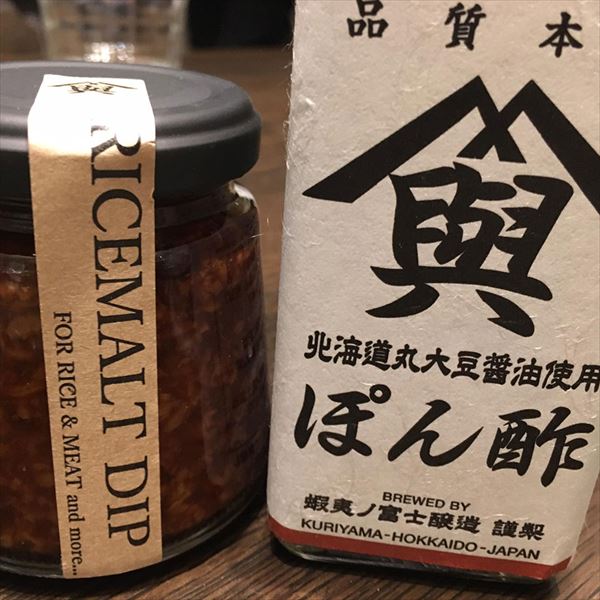 與
RICEMALT DIP
FOR RICE & MEAT and more....
品質本
與
北海道丸大豆醤油使用
ぽん酢
BREWED BY
蝦夷ノ富士醸造 謹製
KURIYAMA-HOKKAIDO-JAPAN